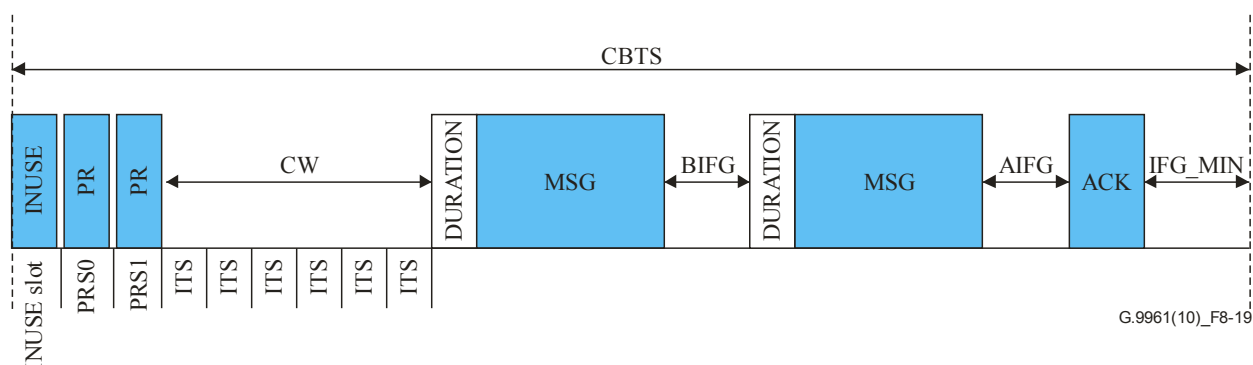 CBTS
INUSE
PR
PR
CW
DURATION
MSG
BIFG
DURATION
MSG
AIFG
ACK
IFG_MIN
INUSE slot
PRS0
PRS1
ITS
ITS
ITS
ITS
ITS
ITS
G.9961(10)_F8-19